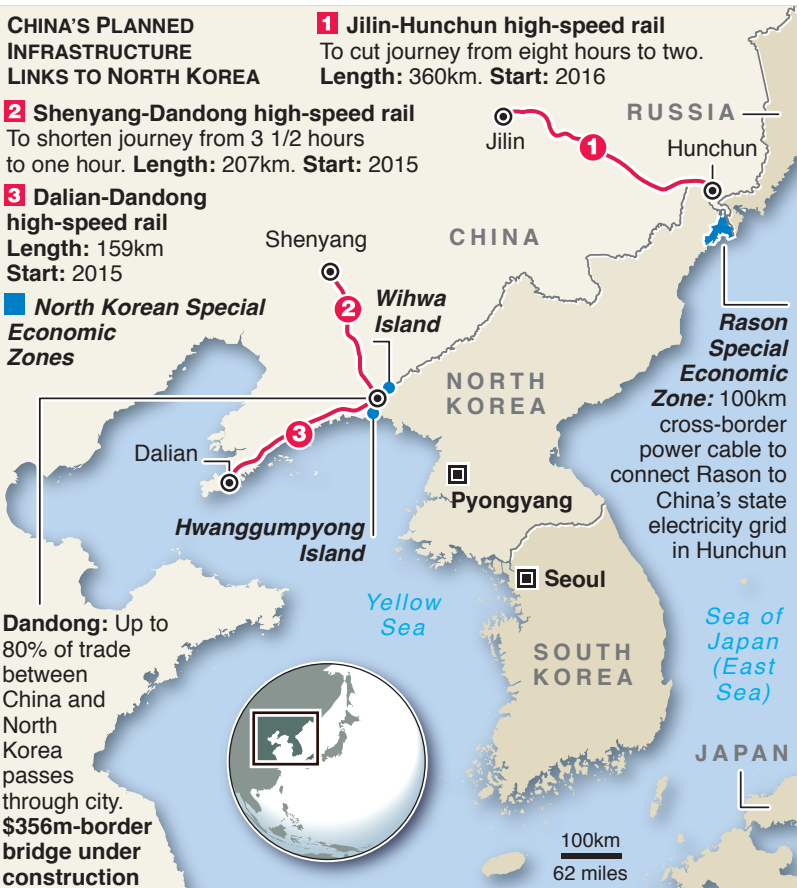 CHINA'S PLANNED
INFRASTRUCTURE
LINKS TO NORTH KOREA
1 Jilin-Hunchun high-speed rail
To cut journey from eight hours to two.
Length: 360km. Start: 2016
2 Shenyang-Dandong high-speed rail
To shorten journey from 3 1/2 hours
to one hour. Length: 207km. Start: 2015
3 Dalian-Dandong
high-speed rail
Length: 159km
Start: 2015
North Korean Special
Economic
Zones
RUSSIA
Jilin
1
Hunchun
CHINA
Shenyang
2
Wihwa
Island
NORTH
KOREA
3
Dalian
Pyongyang
Hwanggumpyong
Island
Rason
Special
Economic
Zone: 100km
cross-border
power cable to
connect Rason to
China's state
electricity grid
in Hunchun
Seoul
Yellow
Sea
SOUTH
KOREA
Sea of
Japan
(East
Sea)
JAPAN
Dandong: Up to
80% of trade
between
China and
North
Korea
passes
through city.
$356m-border
bridge under
construction
100km
62 miles